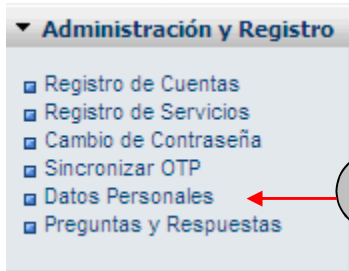 Administración y Registro
Registro de Cuentas
Registro de Servicios
Cambio de Contraseña
Sincronizar OTP
Datos Personales
Preguntas y Respuestas